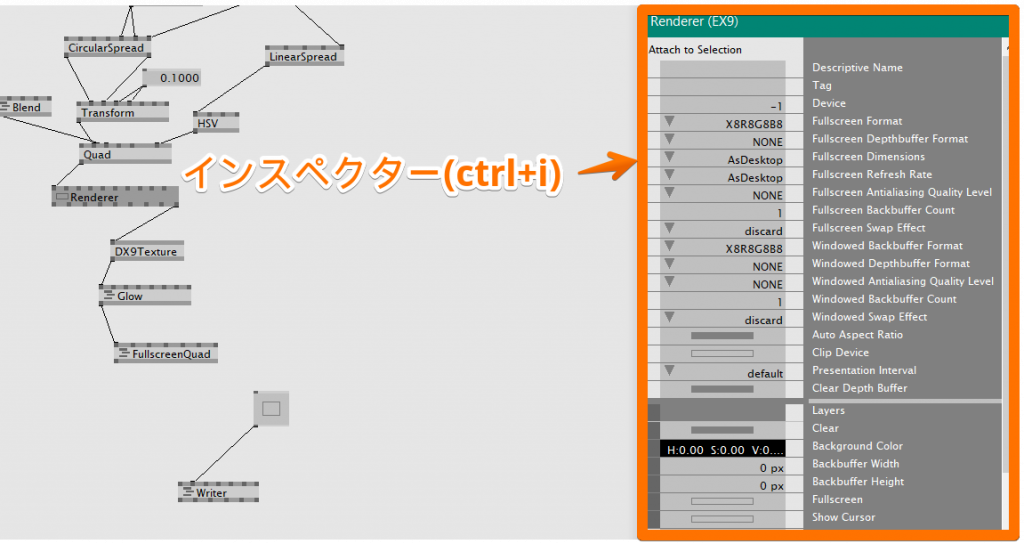 CircularSpread
0.1000
LinearSpread
Blend
Transform
HSV
Quad
Renderer
DX9Texture
Glow
FullscreenQuad
Writer
インスペクター(ctrl+i)
Renderer (EX9)
Attach to Selection
Descriptive Name
Tag
-1 Device
X8R8G8B8 Fullscreen Format
NONE Fullscreen Depthbuffer Format
AsDesktop Fullscreen Dimensions
AsDesktop Fullscreen Refresh Rate
NONE Fullscreen Antialiasing Quality Level
1 Fullscreen Backbuffer Count
discard Fullscreen Swap Effect
X8R8G8B8 Windowed Backbuffer Format
NONE Windowed Depthbuffer Format
NONE Windowed Antialiasing Quality Level
1 Windowed Backbuffer Count
discard Windowed Swap Effect
Auto Aspect Ratio
Clip Device
default Presentation Interval
Clear Depth Buffer
Layers
Clear
H:0.00 S:0.00 V:0.... Background Color
0 px Backbuffer Width
0 px Backbuffer Height
Fullscreen
Show Cursor